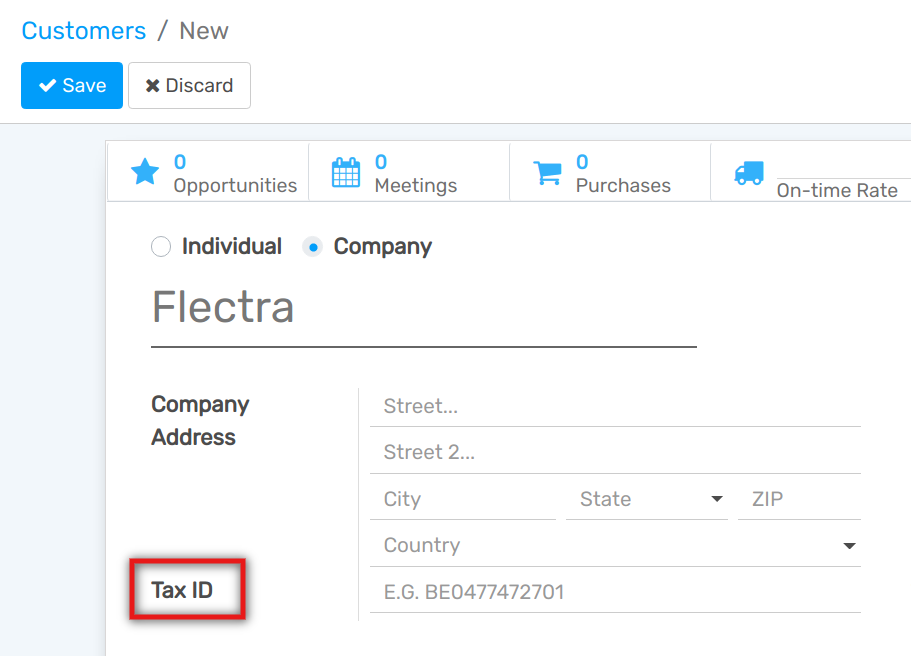 Customers / New
Save Discard
0 Opportunities
0 Meetings
0 Purchases
On-time Rate
Individual Company
Flectra
Company Address
Street...
Street 2...
City State ZIP
Country
Tax ID E.G. BE0477472701